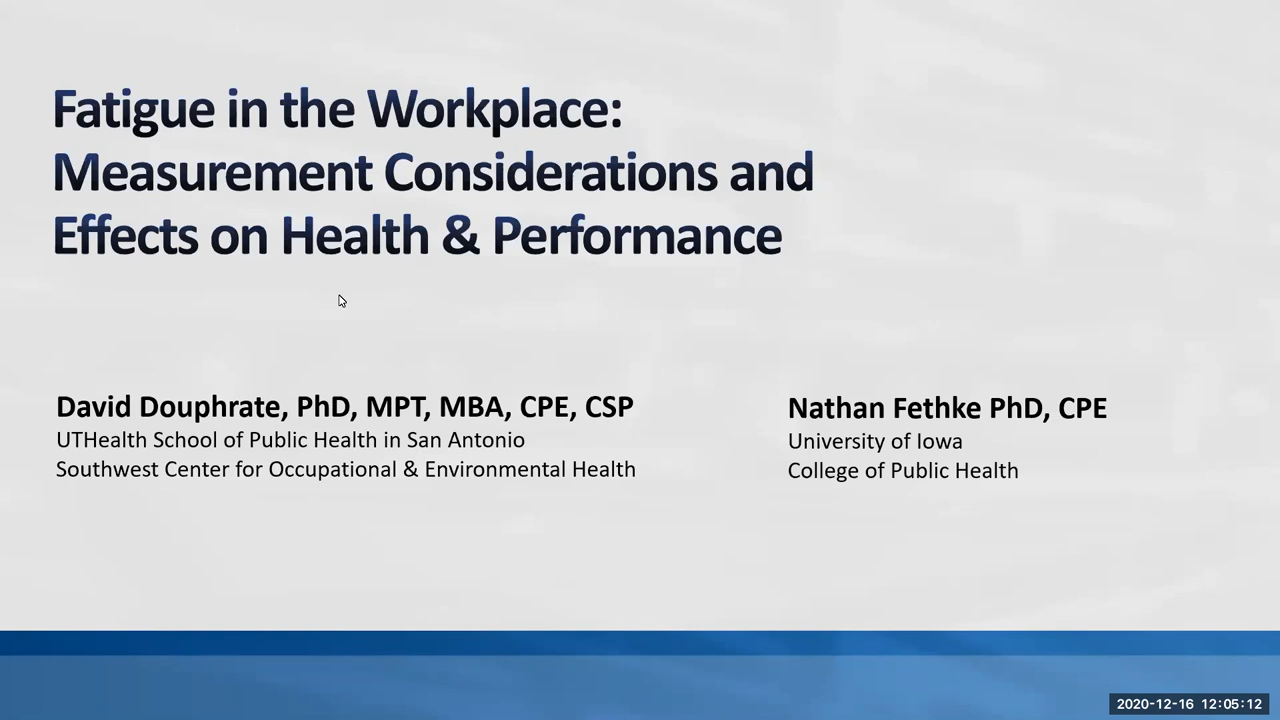 Fatigue in the Workplace:
Measurement Considerations and
Effects on Health & Performance
David Douphrate, PhD, MPT, MBA, CPE, CSP
UTHealth School of Public Health in San Antonio
Southwest Center for Occupational & Environmental Health
Nathan Fethke PhD, CPE
University of Iowa
College of Public Health
2020-12-16 12:05:12